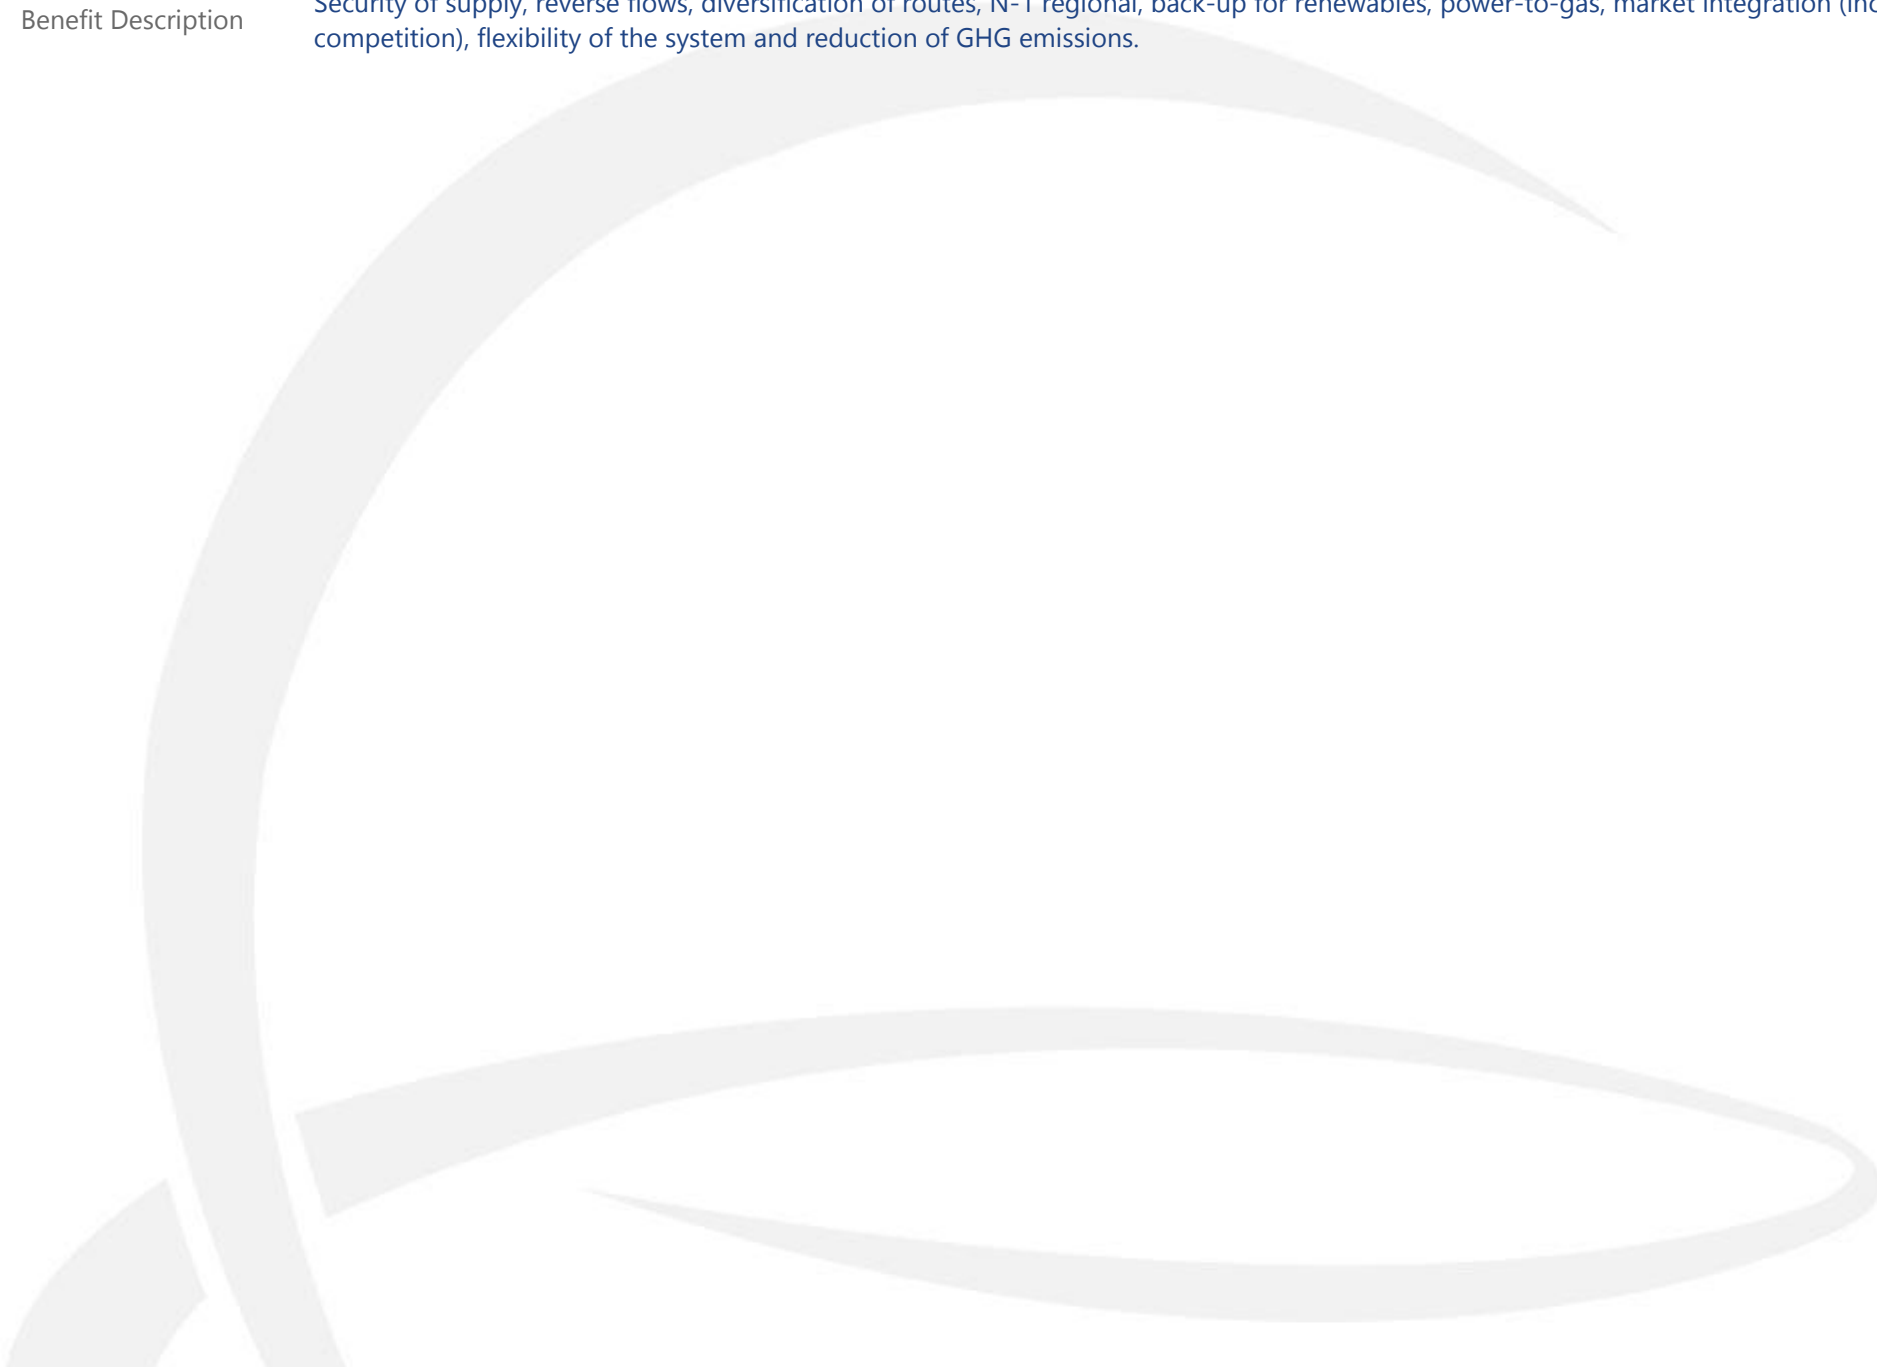 Benefit Description
Security of supply, reverse flows, diversification of routes, N-1 regional, back-up for renewables, power-to-gas, market integration
competition), flexibility of the system and reduction of GHG emissions.